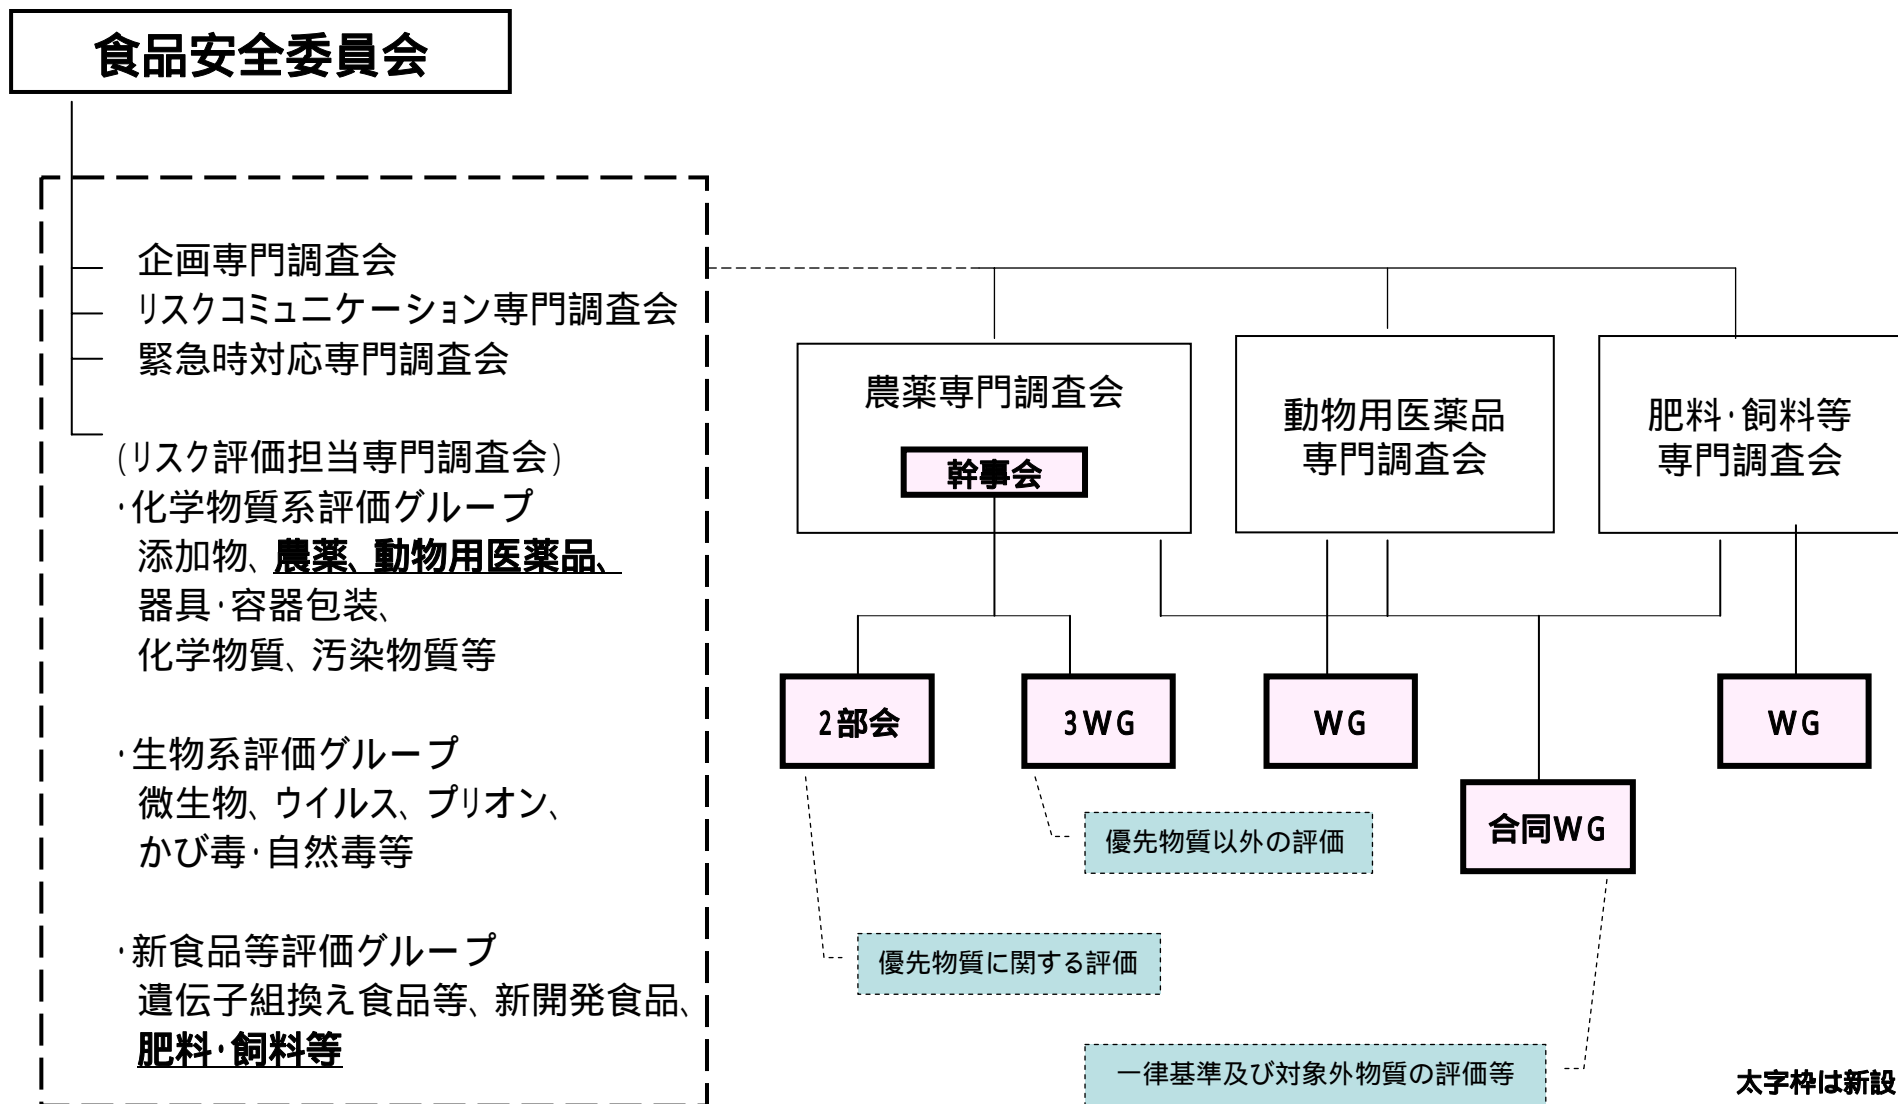 食品安全委員会
企画専門調査会
リスクコミュニケーション専門調査会
緊急時対応専門調査会
(リスク評価担当専門調査会)
・化学物質系評価グループ
添加物、農薬、動物用医薬品、
器具・容器包装、
化学物質、汚染物質等
・生物系評価グループ
微生物、ウイルス、プリオン、
かび毒・自然毒等
・新食品等評価グループ
遺伝子組換え食品等、新開発食品、
肥料・飼料等
農薬専門調査会
幹事会
動物用医薬品
専門調査会
肥料・飼料等
専門調査会
2部会
3WG
WG
WG
合同WG
優先物質以外の評価
優先物質に関する評価
一律基準及び対象外物質の評価等
太字枠は新設